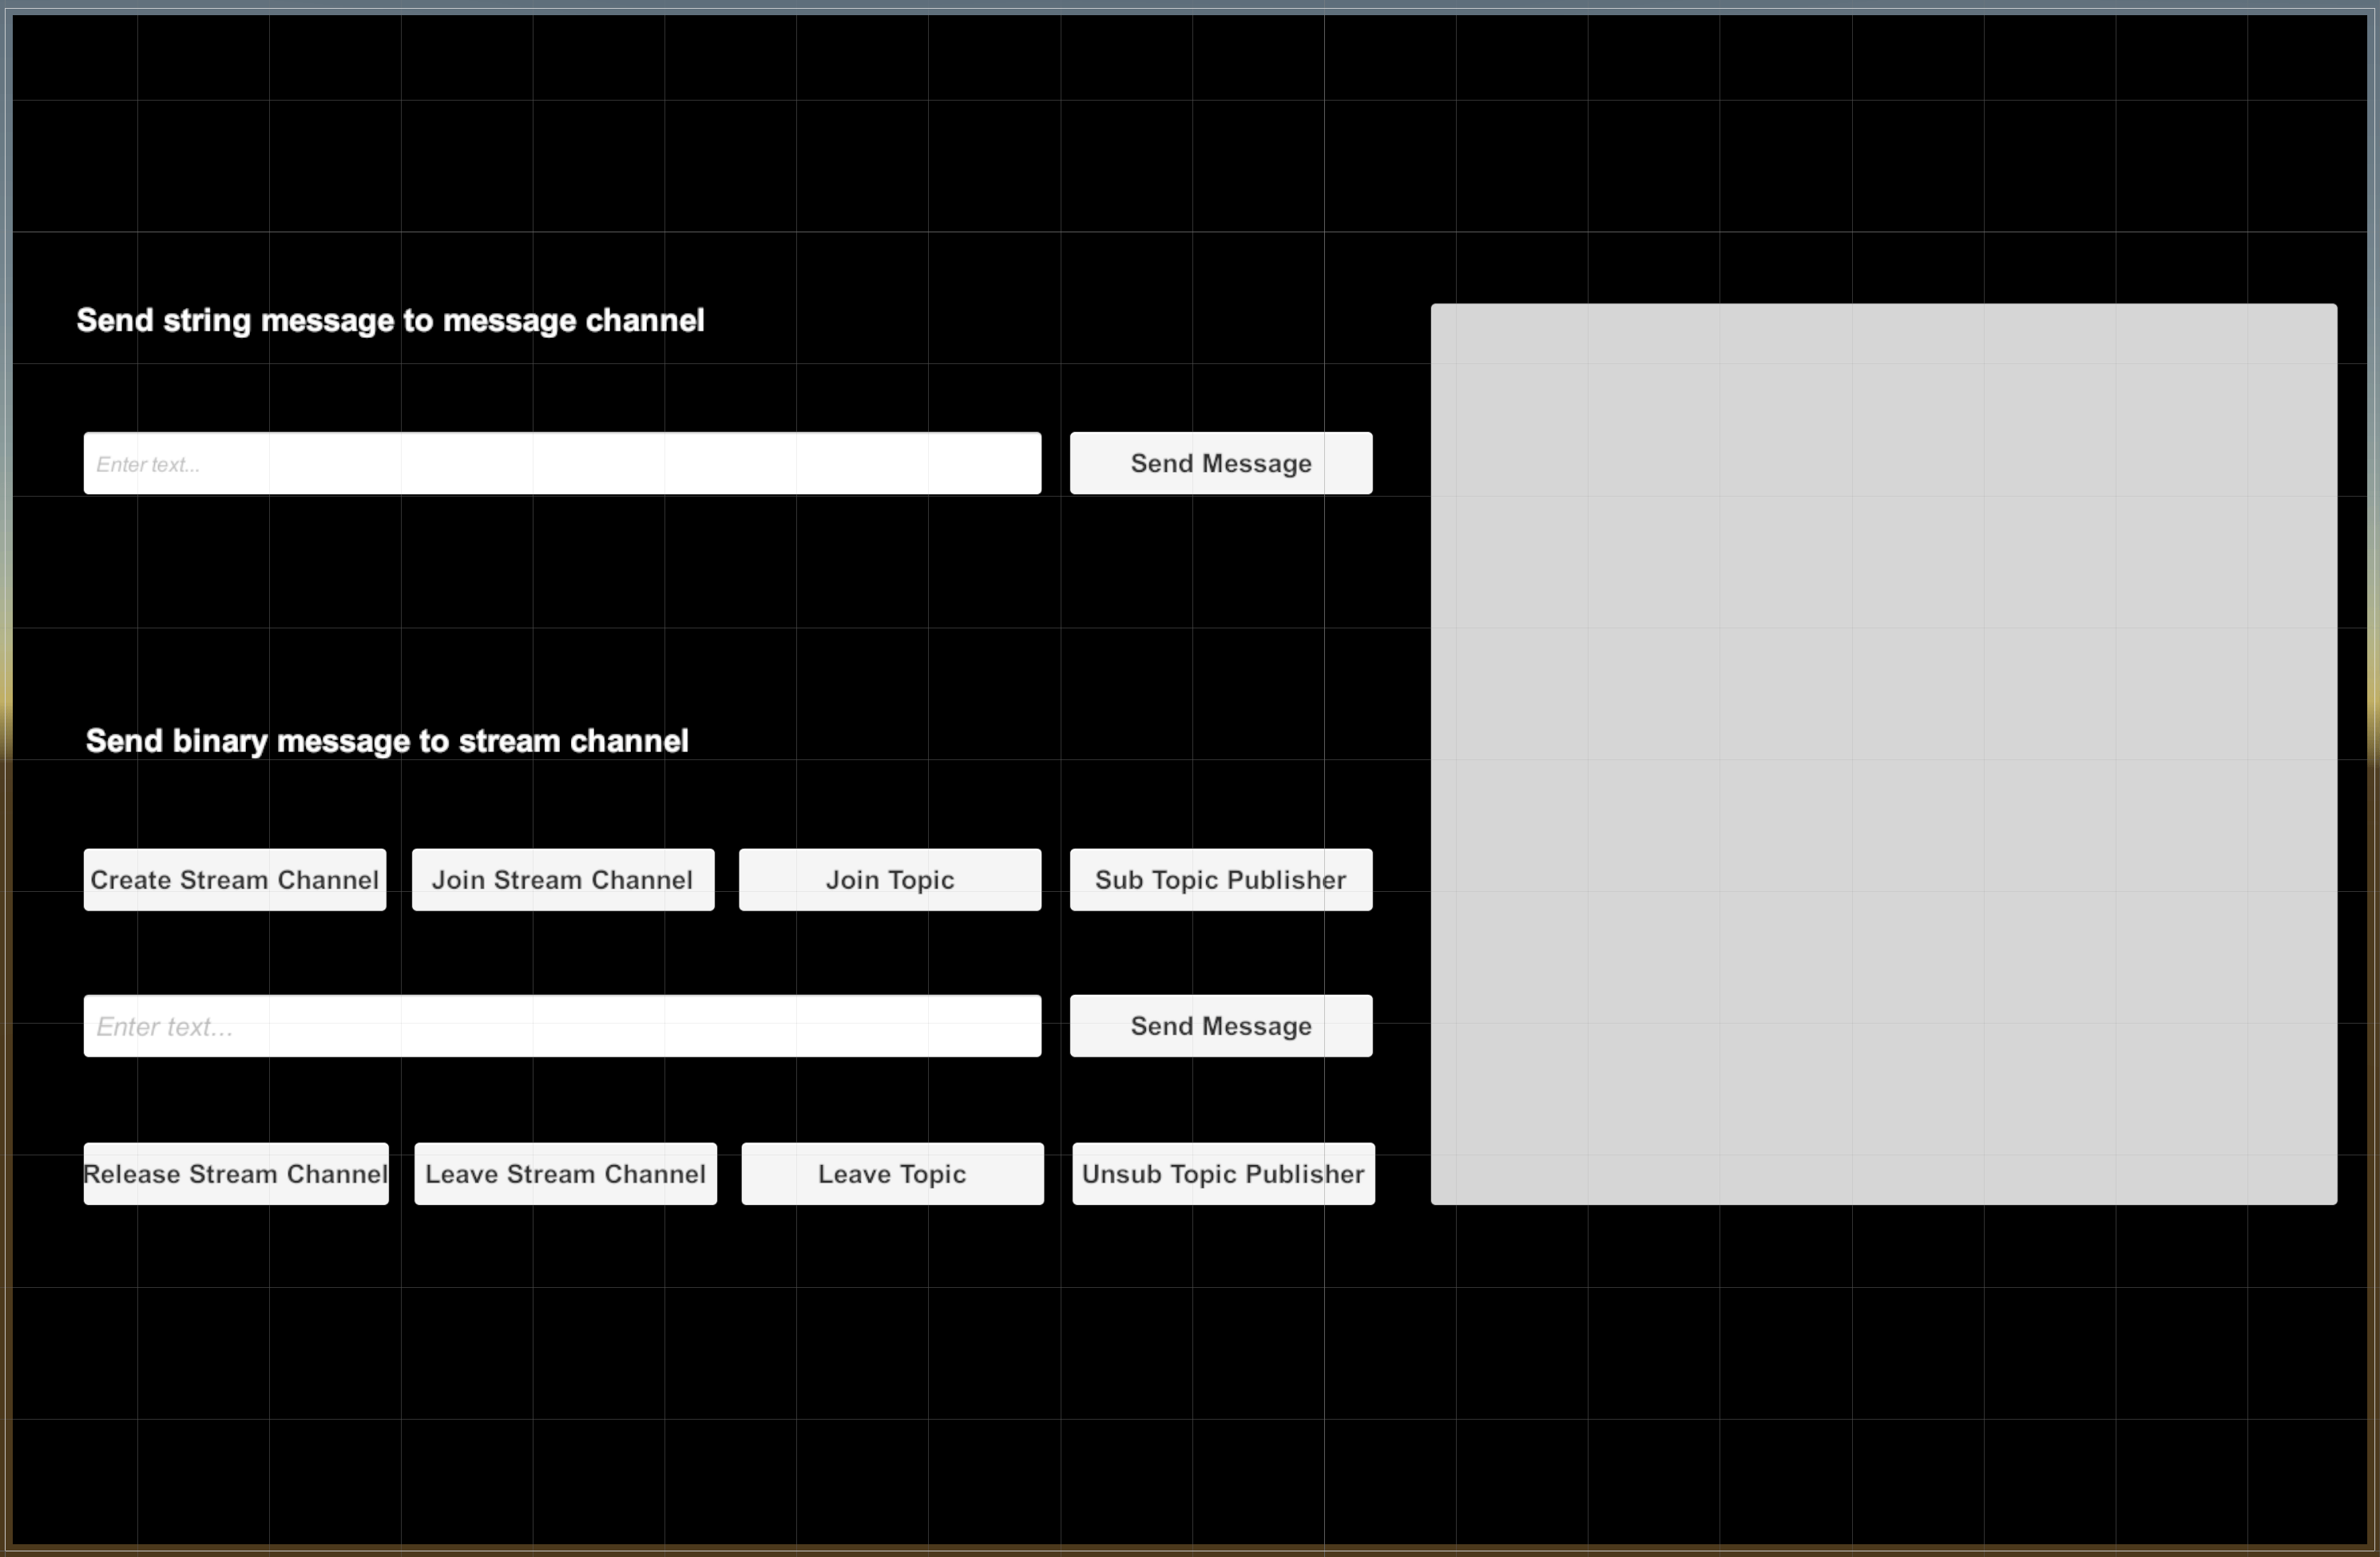 Send string message to message channel
Enter text...
Send Message
Send binary message to stream channel
Create Stream Channel
Join Stream Channel
Join Topic
Sub Topic Publisher
Enter text...
Send Message
Release Stream Channel
Leave Stream Channel
Leave Topic
Unsub Topic Publisher